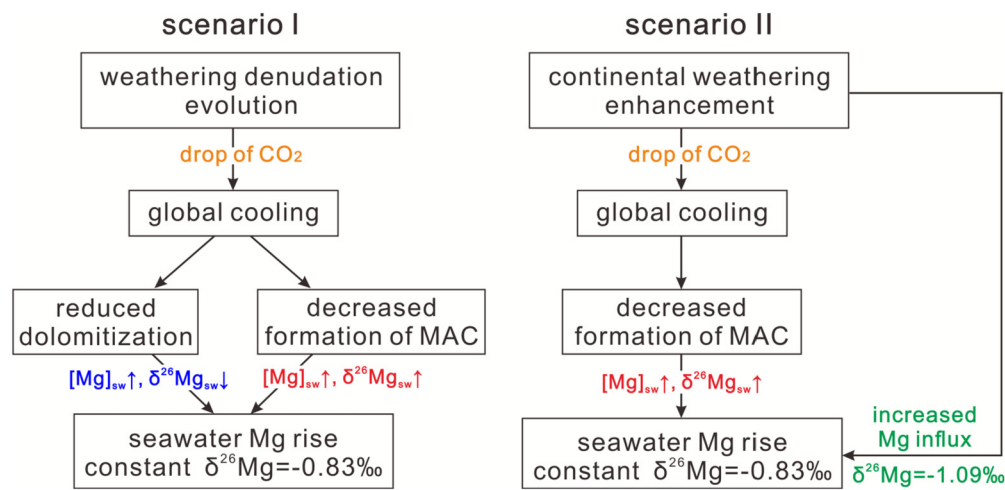 scenario I
weathering denudation
evolution
drop of CO₂
global cooling
reduced
dolomitization
decreased
formation of MAC
[Mg]sw↑, δ²⁶Mgsw↓
[Mg]sw↑, δ²⁶Mgsw↑
seawater Mg rise
constant δ²⁶Mg=-0.83‰
scenario II
continental weathering
enhancement
drop of CO₂
global cooling
decreased
formation of MAC
[Mg]sw↑, δ²⁶Mgsw↑
seawater Mg rise
constant δ²⁶Mg=-0.83‰
increased
Mg influx
δ²⁶Mg=-1.09‰